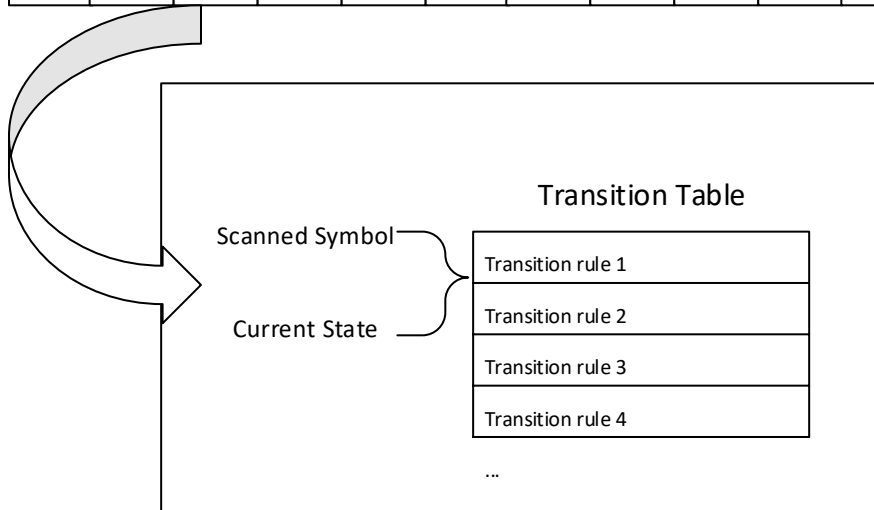 Transition Table
Scanned Symbol
Transition rule 1
Transition rule 2
Current State
Transition rule 3
Transition rule 4
...